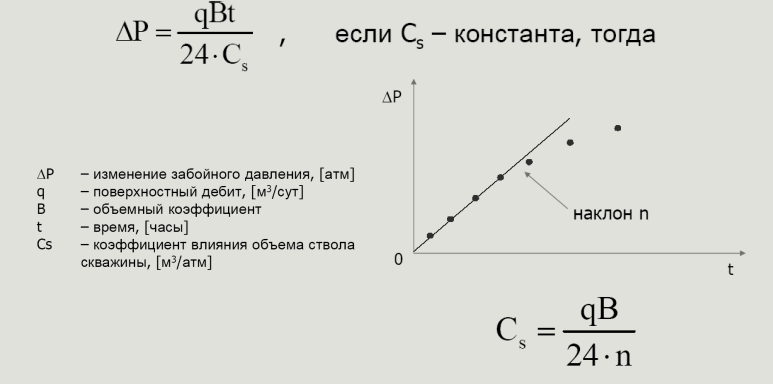 ΔP = qBt / 24·Cs , если Cs – константа, тогда
ΔP
ΔP – изменение забойного давления, [атм]
q – поверхностный дебит, [м³/сут]
B – объемный коэффициент
t – время, [часы]
Cs – коэффициент влияния объема ствола
скважины, [м³/атм]
наклон n
0
t
Cs = qB / 24·n